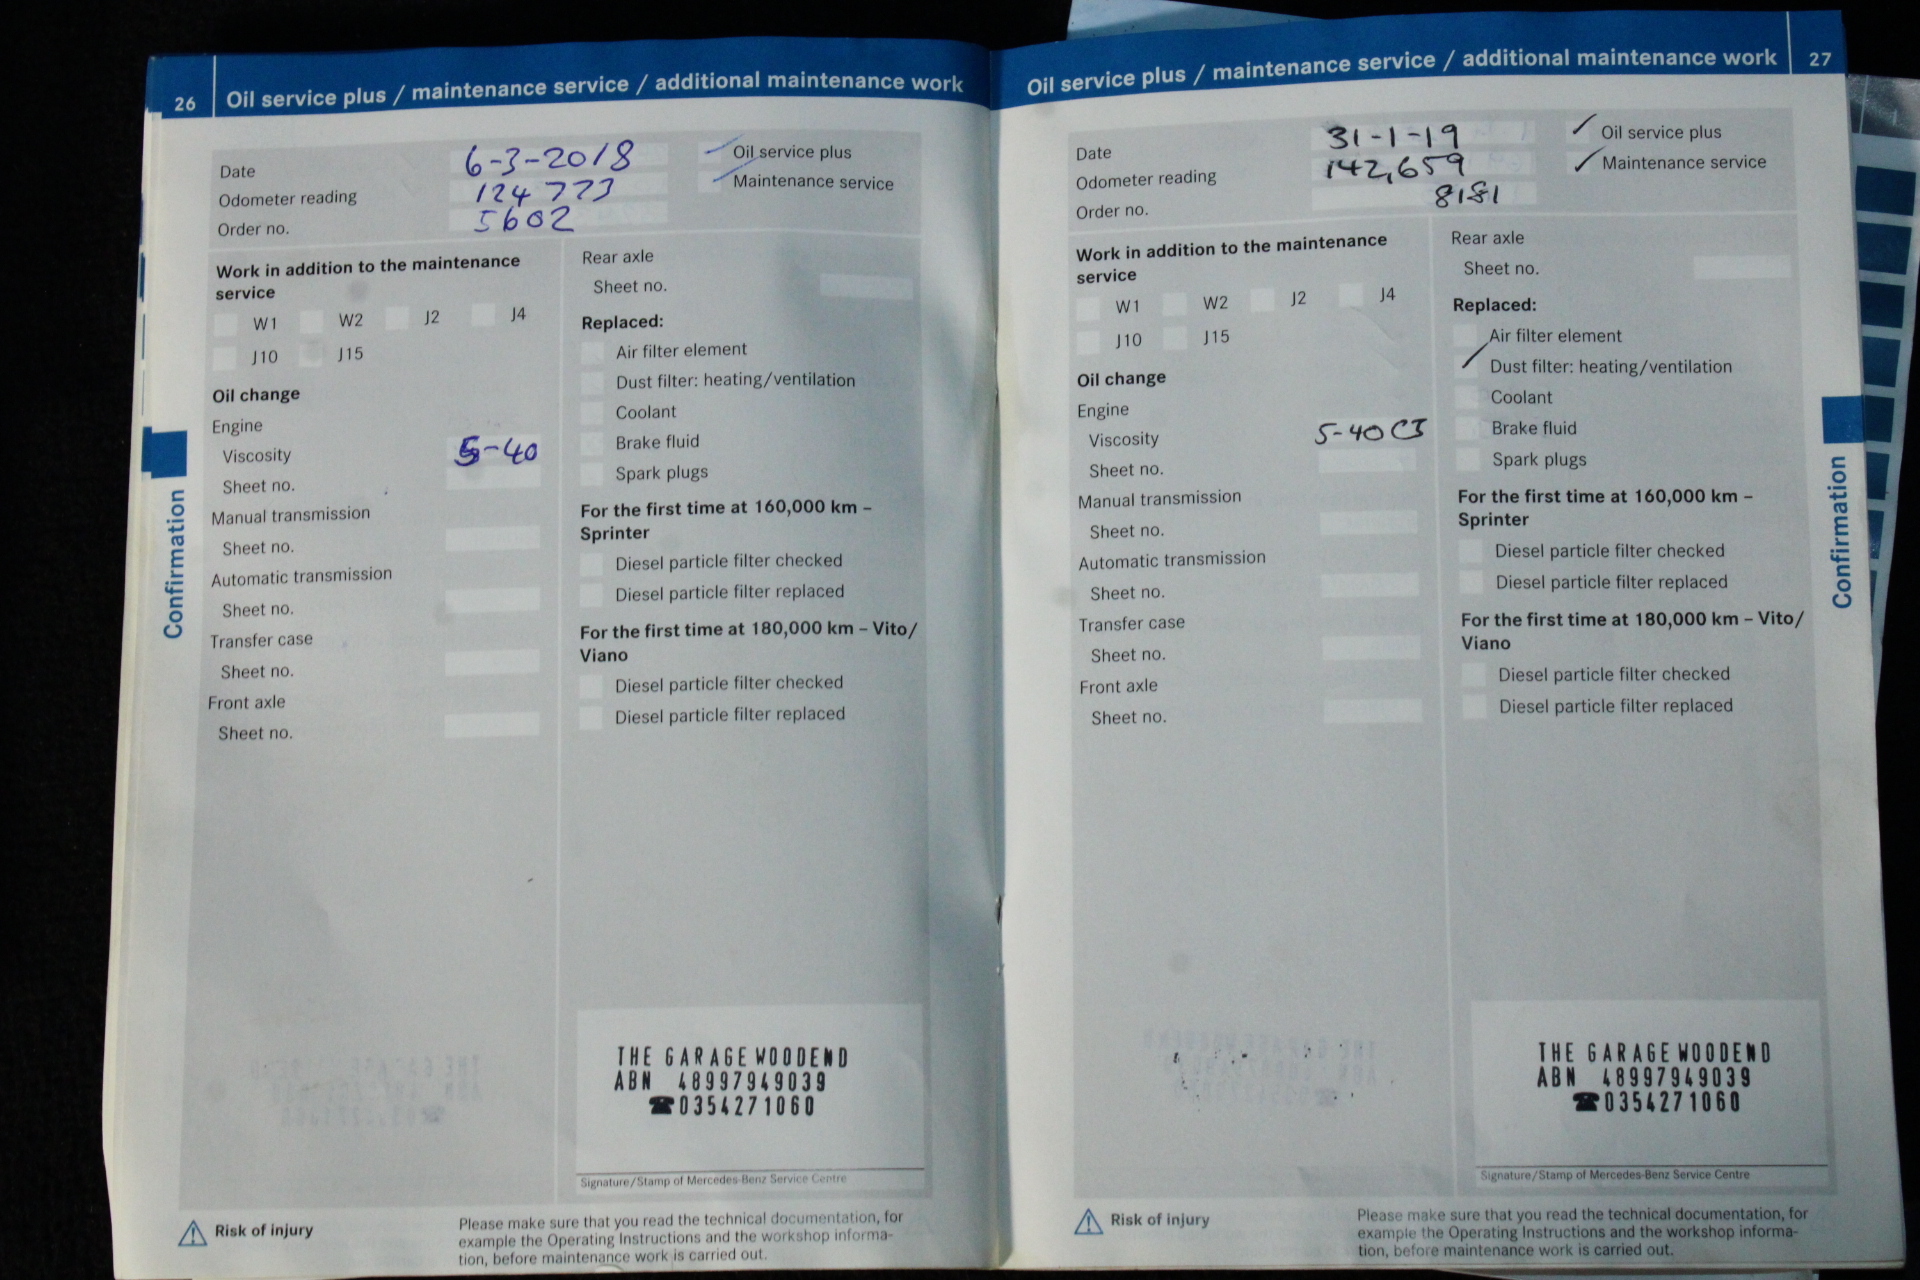 26 Oil service plus / maintenance service / additional maintenance work
Date 6-3-2018
Odometer reading 124 773
Order no. 5602
Oil service plus
Maintenance service
Work in addition to the maintenance
service
W1 W2 J2 J4
J10 J15
Oil change
Engine
Viscosity 5-40
Sheet no.
Manual transmission
Sheet no.
Automatic transmission
Sheet no.
Transfer case
Sheet no.
Front axle
Sheet no.
Rear axle
Sheet no.
Replaced:
Air filter element
Dust filter: heating/ventilation
Coolant
Brake fluid
Spark plugs
For the first time at 160,000 km –
Sprinter
Diesel particle filter checked
Diesel particle filter replaced
For the first time at 180,000 km – Vito/
Viano
Diesel particle filter checked
Diesel particle filter replaced
THE GARAGE WOODEND
ABN 48997949039
☎0354271060
Signature/Stamp of Mercedes-Benz Service Centre
Risk of injury
Please make sure that you read the technical documentation, for
example the Operating Instructions and the workshop informa-
tion, before maintenance work is carried out.
Confirmation
Oil service plus / maintenance service / additional maintenance work 27
Date 31-1-19
Odometer reading 142,659
Order no. 8181
Oil service plus
Maintenance service
Work in addition to the maintenance
service
W1 W2 J2 J4
J10 J15
Oil change
Engine
Viscosity 5-40
Sheet no.
Manual transmission
Sheet no.
Automatic transmission
Sheet no.
Transfer case
Sheet no.
Front axle
Sheet no.
Rear axle
Sheet no.
Replaced:
Air filter element
Dust filter: heating/ventilation
Coolant
Brake fluid
Spark plugs
For the first time at 160,000 km –
Sprinter
Diesel particle filter checked
Diesel particle filter replaced
For the first time at 180,000 km – Vito/
Viano
Diesel particle filter checked
Diesel particle filter replaced
THE GARAGE WOODEND
ABN 48997949039
☎0354271060
Signature/Stamp of Mercedes-Benz Service Centre
Risk of injury
Please make sure that you read the technical documentation, for
example the Operating Instructions and the workshop informa-
tion, before maintenance work is carried out.
Confirmation